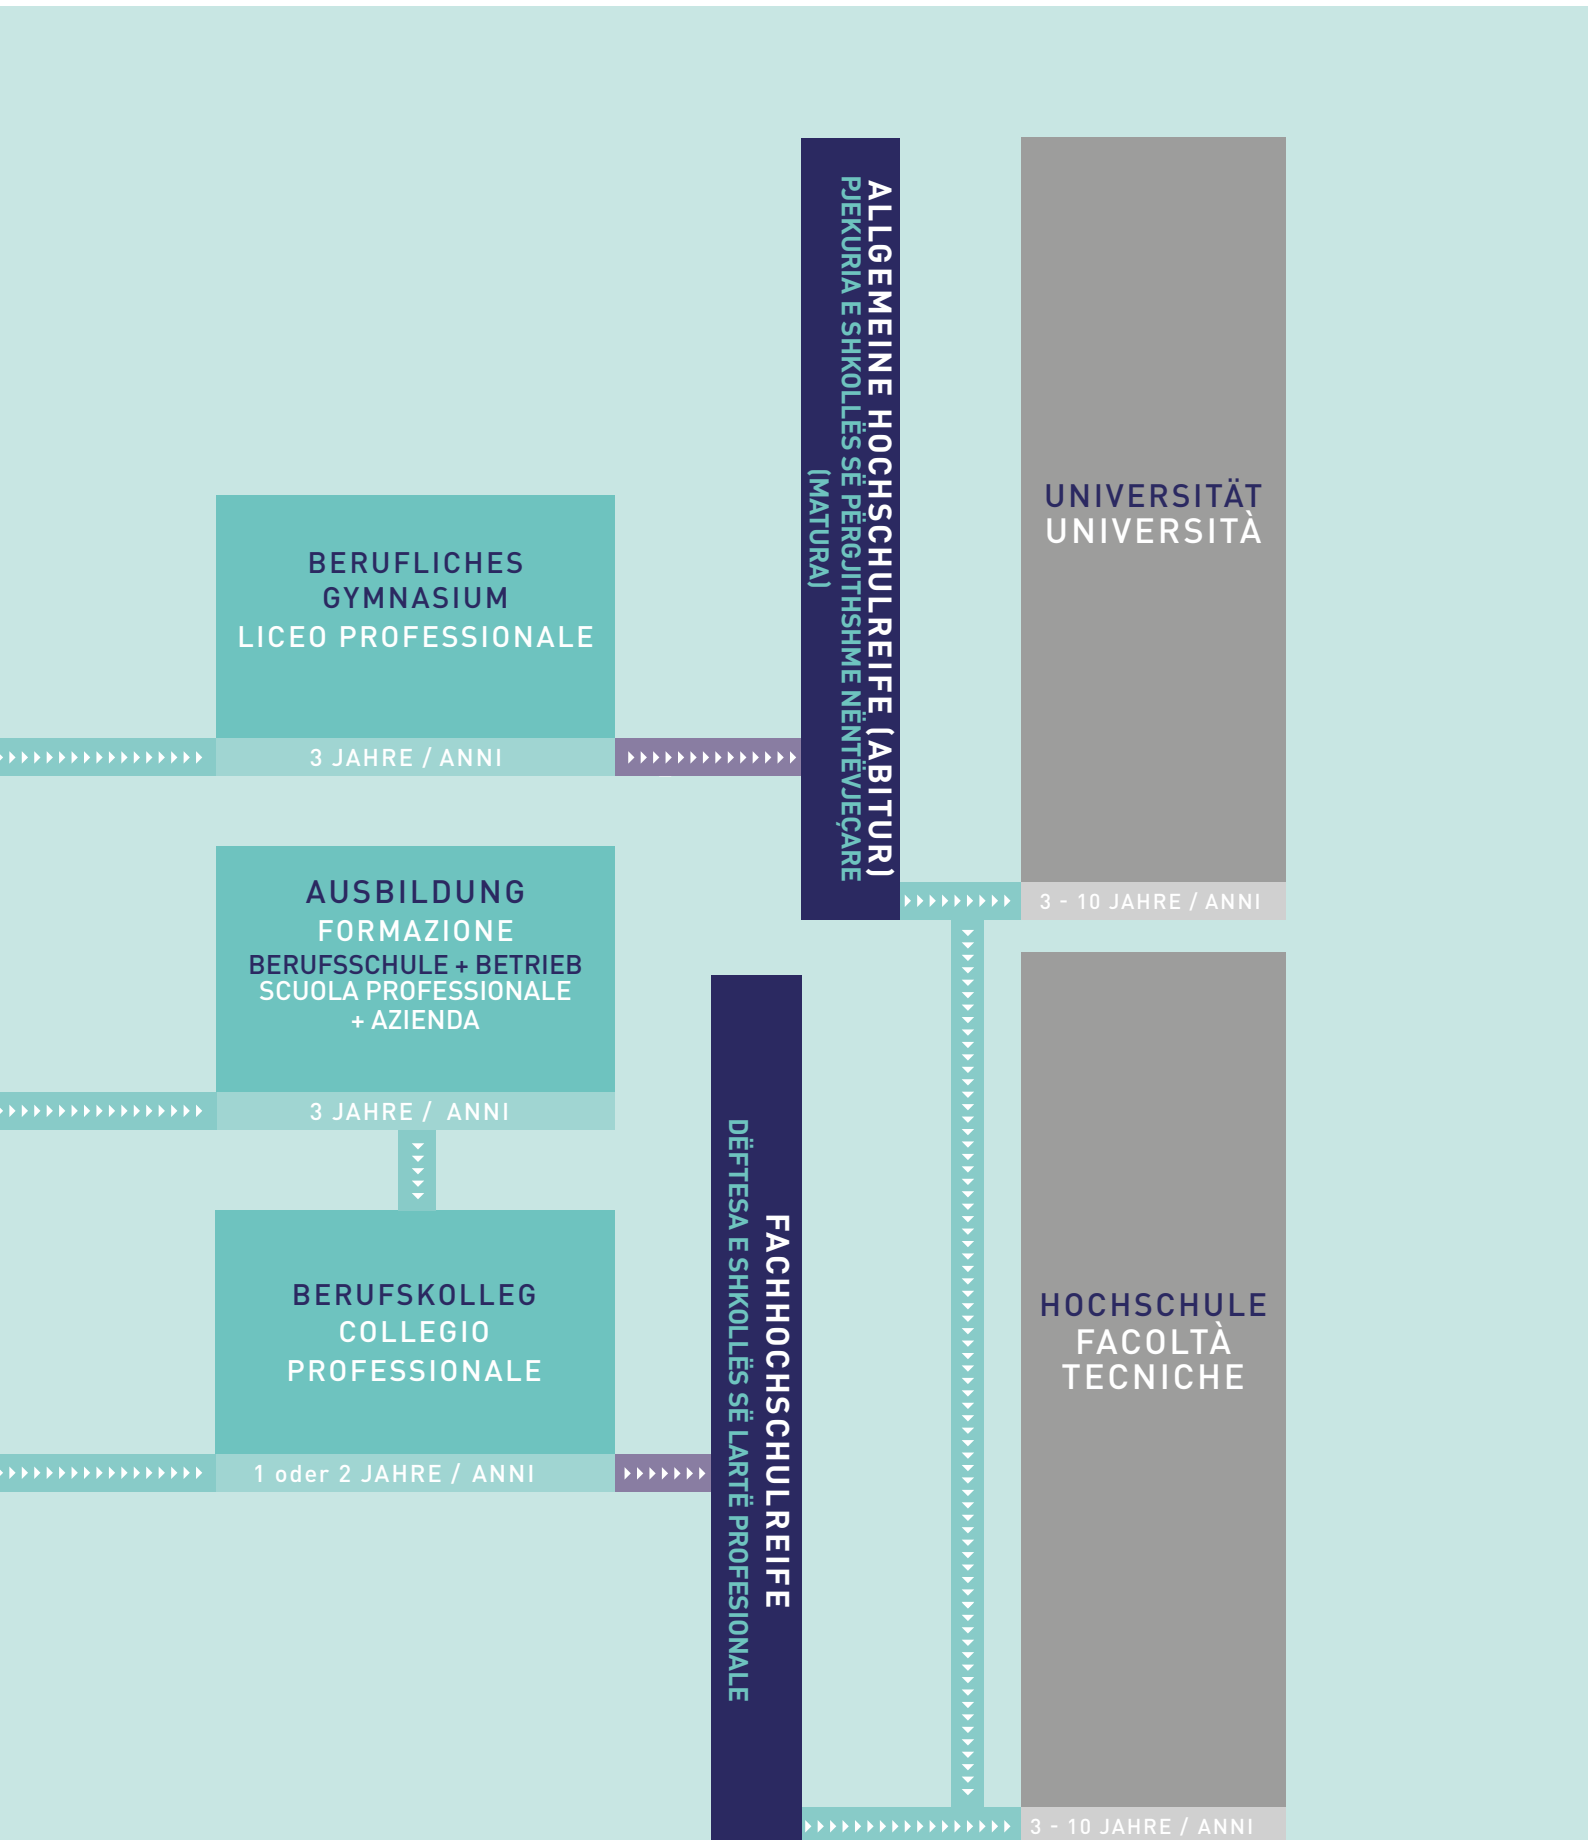 BERUFLICHES
GYMNASIUM
LICEO PROFESSIONALE
3 JAHRE / ANNI
AUSBILDUNG
FORMAZIONE
BERUFSSCHULE + BETRIEB
SCUOLA PROFESSIONALE
+ AZIENDA
3 JAHRE / ANNI
BERUFSKOLLEG
COLLEGIO
PROFESSIONALE
1 oder 2 JAHRE / ANNI
ALLGEMEINE HOCHSCHULREIFE (ABITUR)
PJEKURIA E SHKOLLËS SË PËRGJITHSHME NËNTËVJEÇARE
(MATURA)
FACHHOCHSCHULREIFE
DËFTESA E SHKOLLËS SË LARTË PROFESIONALE
UNIVERSITÄT
UNIVERSITÀ
3 - 10 JAHRE / ANNI
HOCHSCHULE
FACOLTÀ
TECNICHE
3 - 10 JAHRE / ANNI